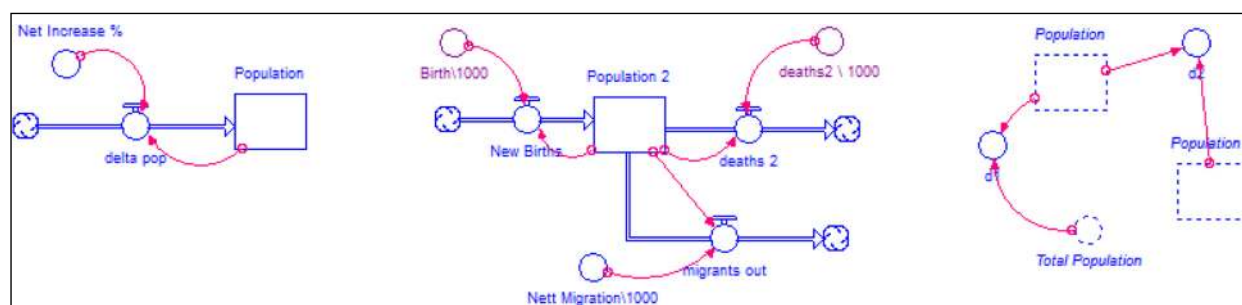 Net Increase %
Population
delta pop
Birth\1000
Population 2
deaths2 \ 1000
New Births
deaths 2
migrants out
Nett Migration\1000
Population
d2
Population
Total Population